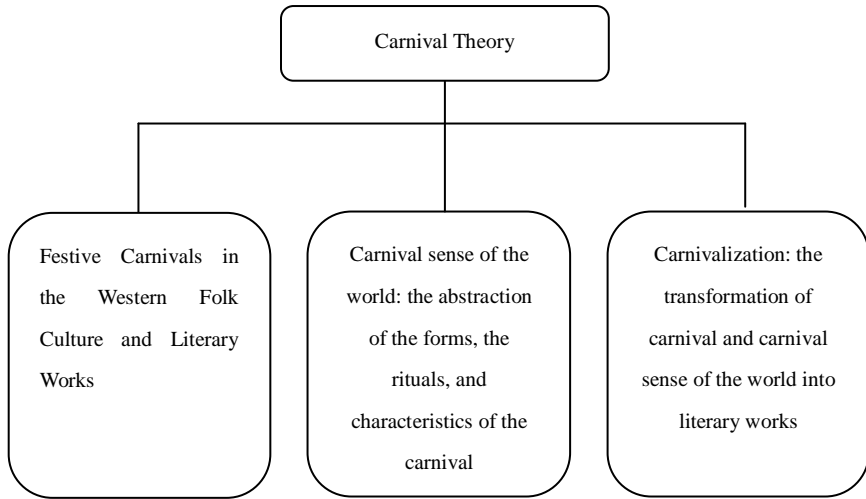 Carnival Theory
Festive Carnivals in
the Western Folk
Culture and Literary
Works
Carnival sense of the
world: the abstraction
of the forms, the
rituals, and
characteristics of the
carnival
Carnivalization: the
transformation of
carnival and carnival
sense of the world into
literary works